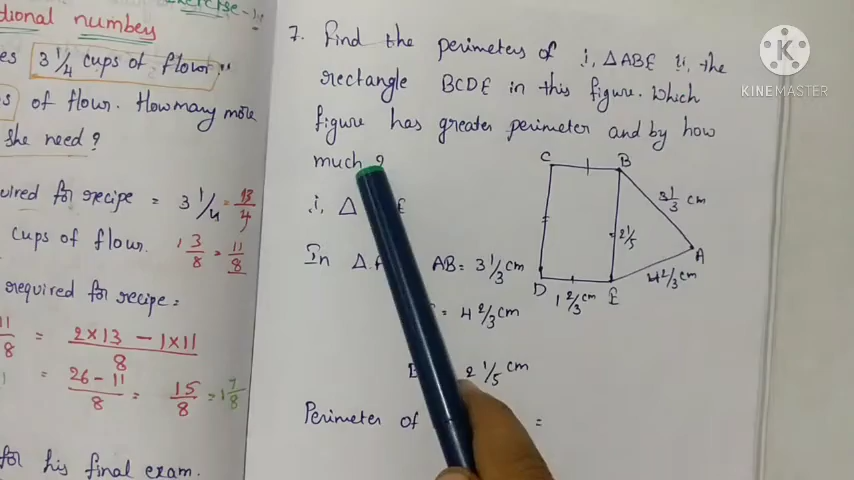 Exercise-
tional numbers
es 3 1/4 cups of flour.
s of flour. How many more
she need?
quired for recipe = 3 1/4 = 13/4
cups of flour. 1 3/8 = 11/8
required for recipe =
11/8 = 2×13 − 1×11 / 8
= 26 − 11 / 8 = 15/8 = 1 7/8
for his final exam.
7. Find the perimeters of i, ΔABE ii, the
rectangle BCDE in this figure. Which
figure has greater perimeter and by how
much ?
i, Δ E
In Δ A AB = 3 1/3 cm
= 4 2/3 cm
B 2 1/5 cm
Perimeter of =
C B
3 1/3 cm
2 1/5
A
4 2/3 cm
D 1 2/3 cm E
KINEMASTER